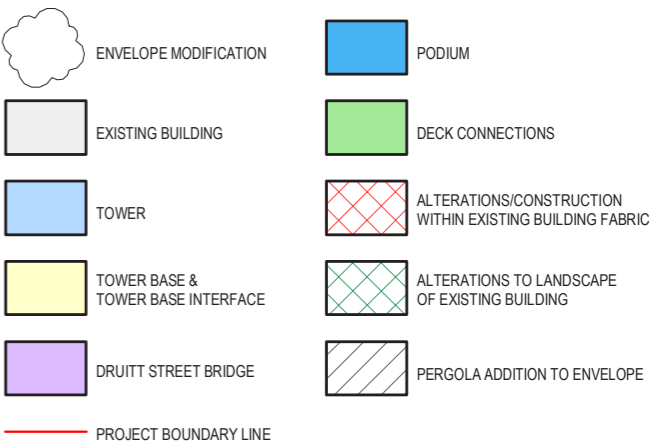 ENVELOPE MODIFICATION
EXISTING BUILDING
TOWER
TOWER BASE &
TOWER BASE INTERFACE
DRUITT STREET BRIDGE
PROJECT BOUNDARY LINE
PODIUM
DECK CONNECTIONS
ALTERATIONS/CONSTRUCTION
WITHIN EXISTING BUILDING FABRIC
ALTERATIONS TO LANDSCAPE
OF EXISTING BUILDING
PERGOLA ADDITION TO ENVELOPE